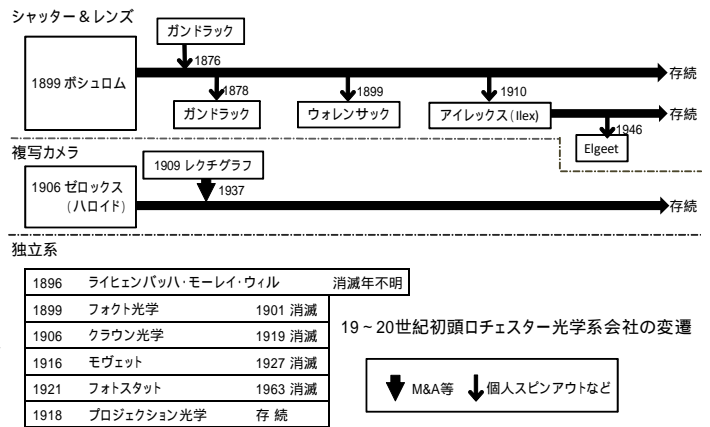 シャッター＆レンズ
ガンドラック
1876
1899 ボシュロム
存続
1878
1899
1910
ガンドラック
ウォレンサック
アイレックス（Ilex）
存続
1946
Elgeet
複写カメラ
1909 レクチグラフ
1937
1906 ゼロックス
（ハロイド）
存続
独立系
1896 ライヒェンバッハ・モーレイ・ウィル 消滅年不明
1899 フォクト光学 1901 消滅
1906 クラウン光学 1919 消滅
1916 モヴェット 1927 消滅
1921 フォトスタット 1963 消滅
1918 プロジェクション光学 存 続
19～20世紀初頭ロチェスター光学系会社の変遷
M&A等 個人スピンアウトなど